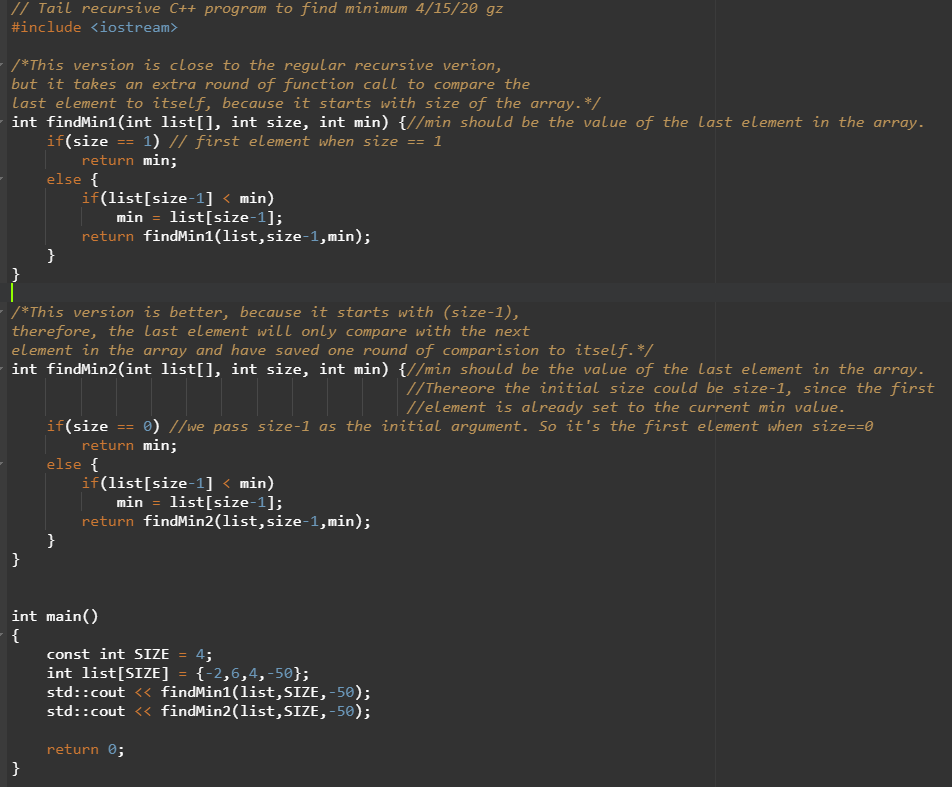 // Tail recursive C++ program to find minimum 4/15/20 gz
#include <iostream>
/*This version is close to the regular recursive verion,
but it takes an extra round of function call to compare the
last element to itself, because it starts with size of the array.*/
int findMin1(int list[], int size, int min) {//min should be the value of the last element in the array.
    if(size == 1) // first element when size == 1
        return min;
    else {
        if(list[size-1] < min)
            min = list[size-1];
        return findMin1(list,size-1,min);
    }
}
/*This version is better, because it starts with (size-1),
therefore, the last element will only compare with the next
element in the array and have saved one round of comparision to itself.*/
int findMin2(int list[], int size, int min) {//min should be the value of the last element in the array.
                                             //Thereore the initial size could be size-1, since the first
                                             //element is already set to the current min value.
    if(size == 0) //we pass size-1 as the initial argument. So it's the first element when size==0
        return min;
    else {
        if(list[size-1] < min)
            min = list[size-1];
        return findMin2(list,size-1,min);
    }
}
int main()
{
    const int SIZE = 4;
    int list[SIZE] = {-2,6,4,-50};
    std::cout << findMin1(list,SIZE,-50);
    std::cout << findMin2(list,SIZE,-50);
    return 0;
}